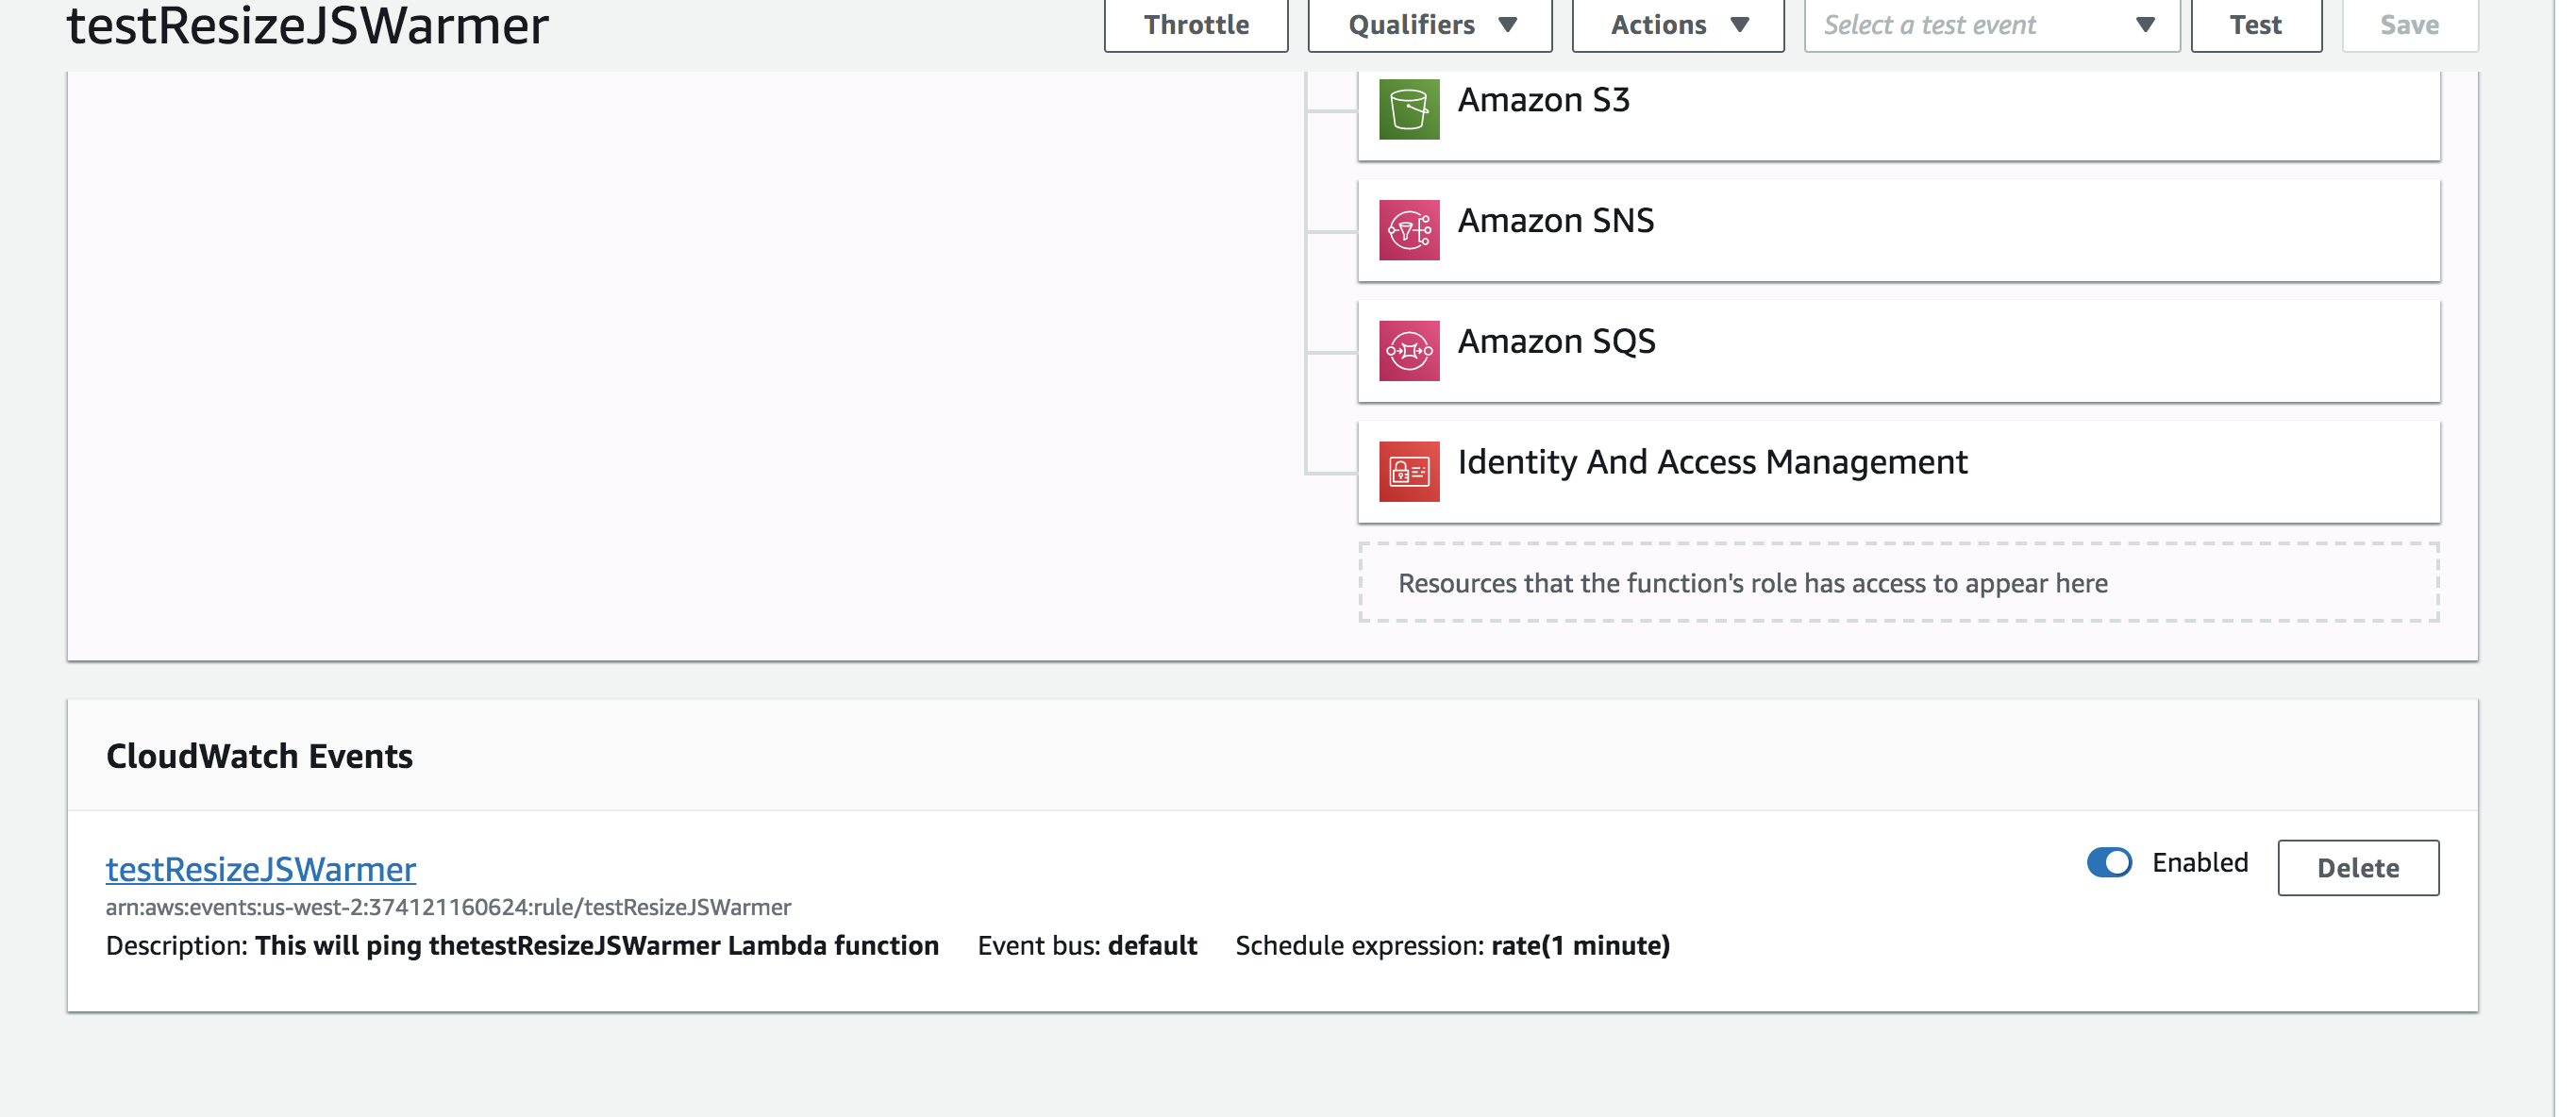 testResizeJSWarmer
Throttle
Qualifiers
Actions
Select a test event
Test
Save
Amazon S3
Amazon SNS
Amazon SQS
Identity And Access Management
Resources that the function's role has access to appear here
CloudWatch Events
testResizeJSWarmer
Enabled
Delete
arn:aws:events:us-west-2:374121160624:rule/testResizeJSWarmer
Description: This will ping thetestResizeJSWarmer Lambda function Event bus: default Schedule expression: rate(1 minute)